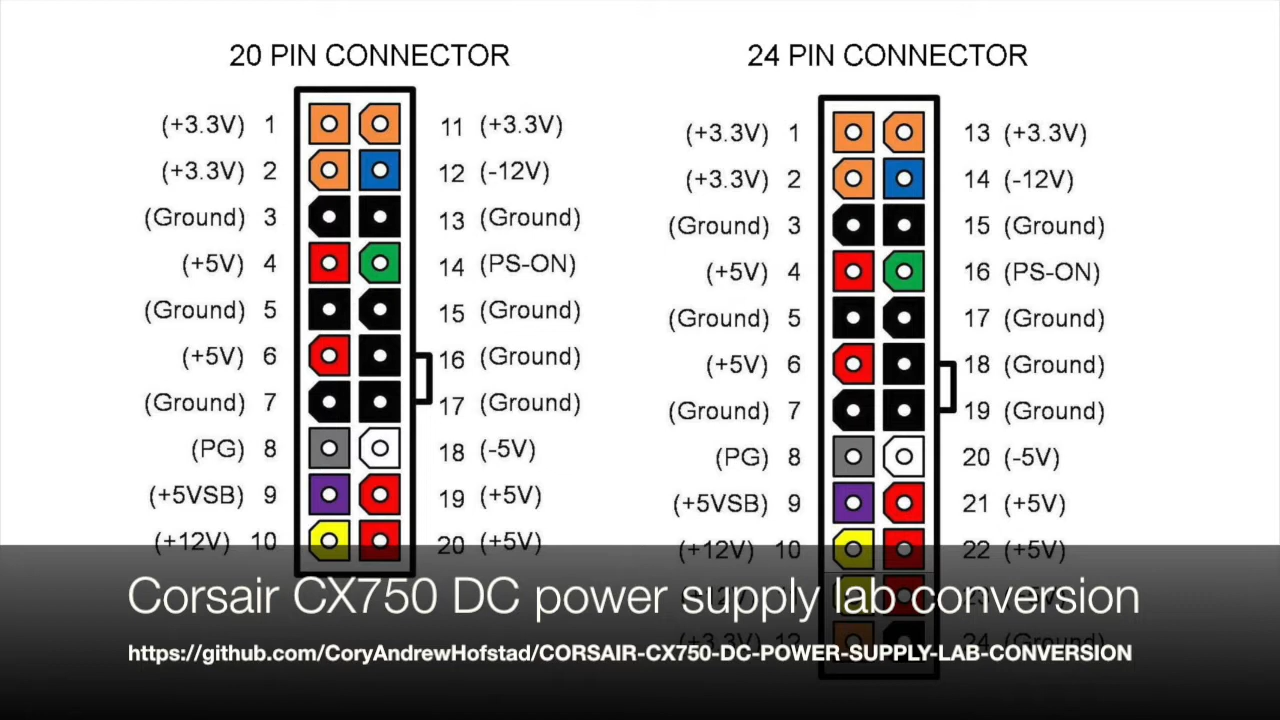 20 PIN CONNECTOR
(+3.3V) 1 11 (+3.3V)
(+3.3V) 2 12 (-12V)
(Ground) 3 13 (Ground)
(+5V) 4 14 (PS-ON)
(Ground) 5 15 (Ground)
(+5V) 6 16 (Ground)
(Ground) 7 17 (Ground)
(PG) 8 18 (-5V)
(+5VSB) 9 19 (+5V)
(+12V) 10 20 (+5V)
24 PIN CONNECTOR
(+3.3V) 1 13 (+3.3V)
(+3.3V) 2 14 (-12V)
(Ground) 3 15 (Ground)
(+5V) 4 16 (PS-ON)
(Ground) 5 17 (Ground)
(+5V) 6 18 (Ground)
(Ground) 7 19 (Ground)
(PG) 8 20 (-5V)
(+5VSB) 9 21 (+5V)
(+12V) 10 22 (+5V)
(+3.3V) 12 24 (Ground)
Corsair CX750 DC power supply lab conversion
https://github.com/CoryAndrewHofstad/CORSAIR-CX750-DC-POWER-SUPPLY-LAB-CONVERSION